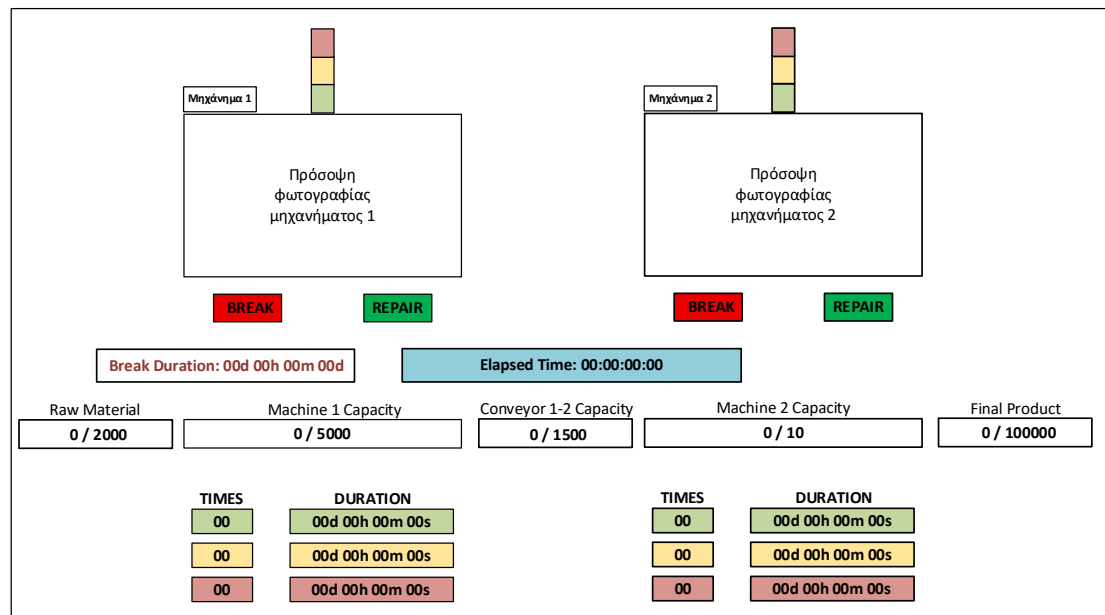 Μηχάνημα 1
Μηχάνημα 2
Πρόσοψη
φωτογραφίας
μηχανήματος 1
Πρόσοψη
φωτογραφίας
μηχανήματος 2
BREAK REPAIR BREAK REPAIR
Break Duration: 00d 00h 00m 00d Elapsed Time: 00:00:00:00
Raw Material Machine 1 Capacity Conveyor 1-2 Capacity Machine 2 Capacity Final Product
0 / 2000 0 / 5000 0 / 1500 0 / 10 0 / 100000
TIMES DURATION TIMES DURATION
00 00d 00h 00m 00s 00 00d 00h 00m 00s
00 00d 00h 00m 00s 00 00d 00h 00m 00s
00 00d 00h 00m 00s 00 00d 00h 00m 00s